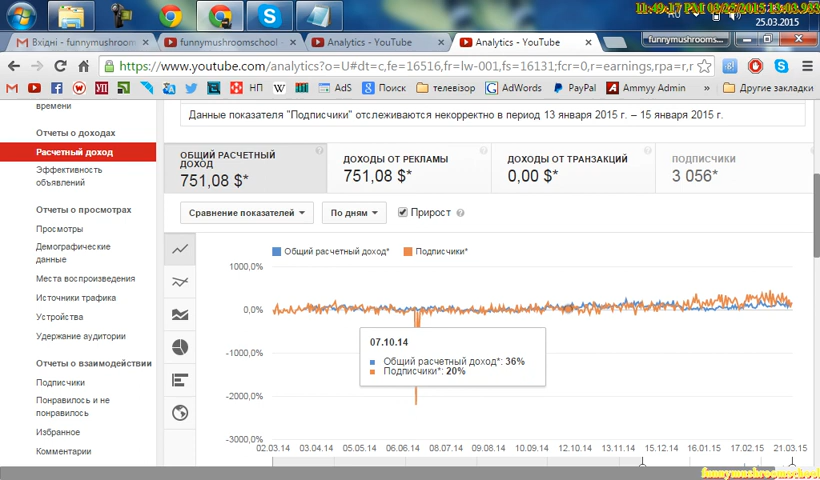 11:49:17 PM 03/25/2015 13:03.933
25.03.2015
Вхідні - funnymushroom
funnymushroomschool -
Analytics - YouTube
Analytics - YouTube
funnymushrooms...
https://www.youtube.com/analytics?o=U#dt=c,fe=16516,fr=lw-001,fs=16131;fcr=0,r=earnings,rpa=r,r
НП
УП
AdS
Поиск
телевізор
AdWords
PayPal
Ammyy Admin
»
Другие закладки
времени
Данные показателя "Подписчики" отслеживаются некорректно в период 13 января 2015 г. – 15 января 2015 г.
Отчеты о доходах
Расчетный доход
Эффективность
объявлений
Отчеты о просмотрах
Просмотры
Демографические
данные
Места воспроизведения
Источники трафика
Устройства
Удержание аудитории
Отчеты о взаимодействии
Подписчики
Понравилось и не
понравилось
Избранное
Комментарии
ОБЩИЙ РАСЧЕТНЫЙ
ДОХОД
751,08 $*
ДОХОДЫ ОТ РЕКЛАМЫ
751,08 $*
ДОХОДЫ ОТ ТРАНЗАКЦИЙ
0,00 $*
ПОДПИСЧИКИ
3 056*
Сравнение показателей
По дням
Прирост
Общий расчетный доход*
Подписчики*
1000,0%
0,0%
-1000,0%
-2000,0%
-3000,0%
07.10.14
Общий расчетный доход*: 36%
Подписчики*: 20%
02.03.14 03.04.14 05.05.14 06.06.14 08.07.14 09.08.14 10.09.14 12.10.14 13.11.14 15.12.14 16.01.15 17.02.15 21.03.15
funnymushroomschool